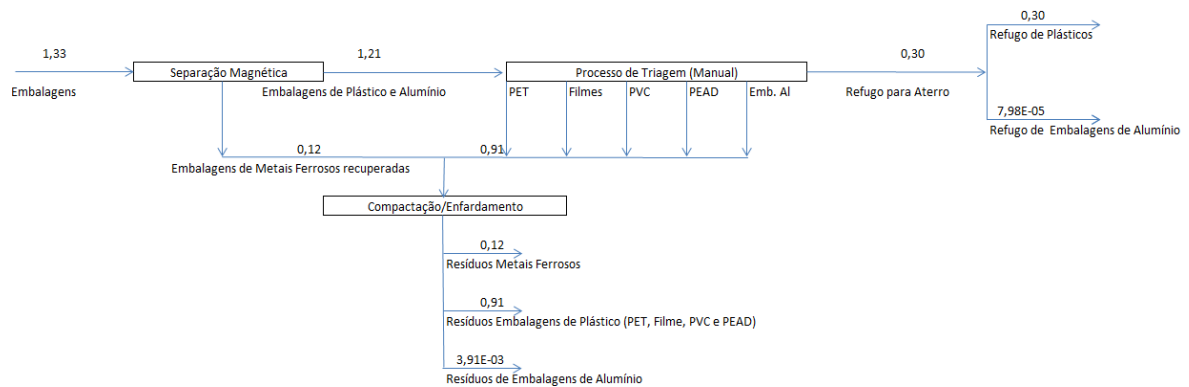 0,30
Refugo de Plásticos
1,33
1,21
0,30
Separação Magnética
Processo de Triagem (Manual)
Embalagens
Embalagens de Plástico e Alumínio
PET
Filmes
PVC
PEAD
Emb. Al
Refugo para Aterro
7,98E-05
Refugo de  Embalagens de Alumínio
0,12
0,91
Embalagens de Metais Ferrosos recuperadas
Compactação/Enfardamento
0,12
Resíduos Metais Ferrosos
0,91
Resíduos Embalagens de Plástico (PET, Filme, PVC e PEAD)
3,91E-03
Resíduos de Embalagens de Alumínio